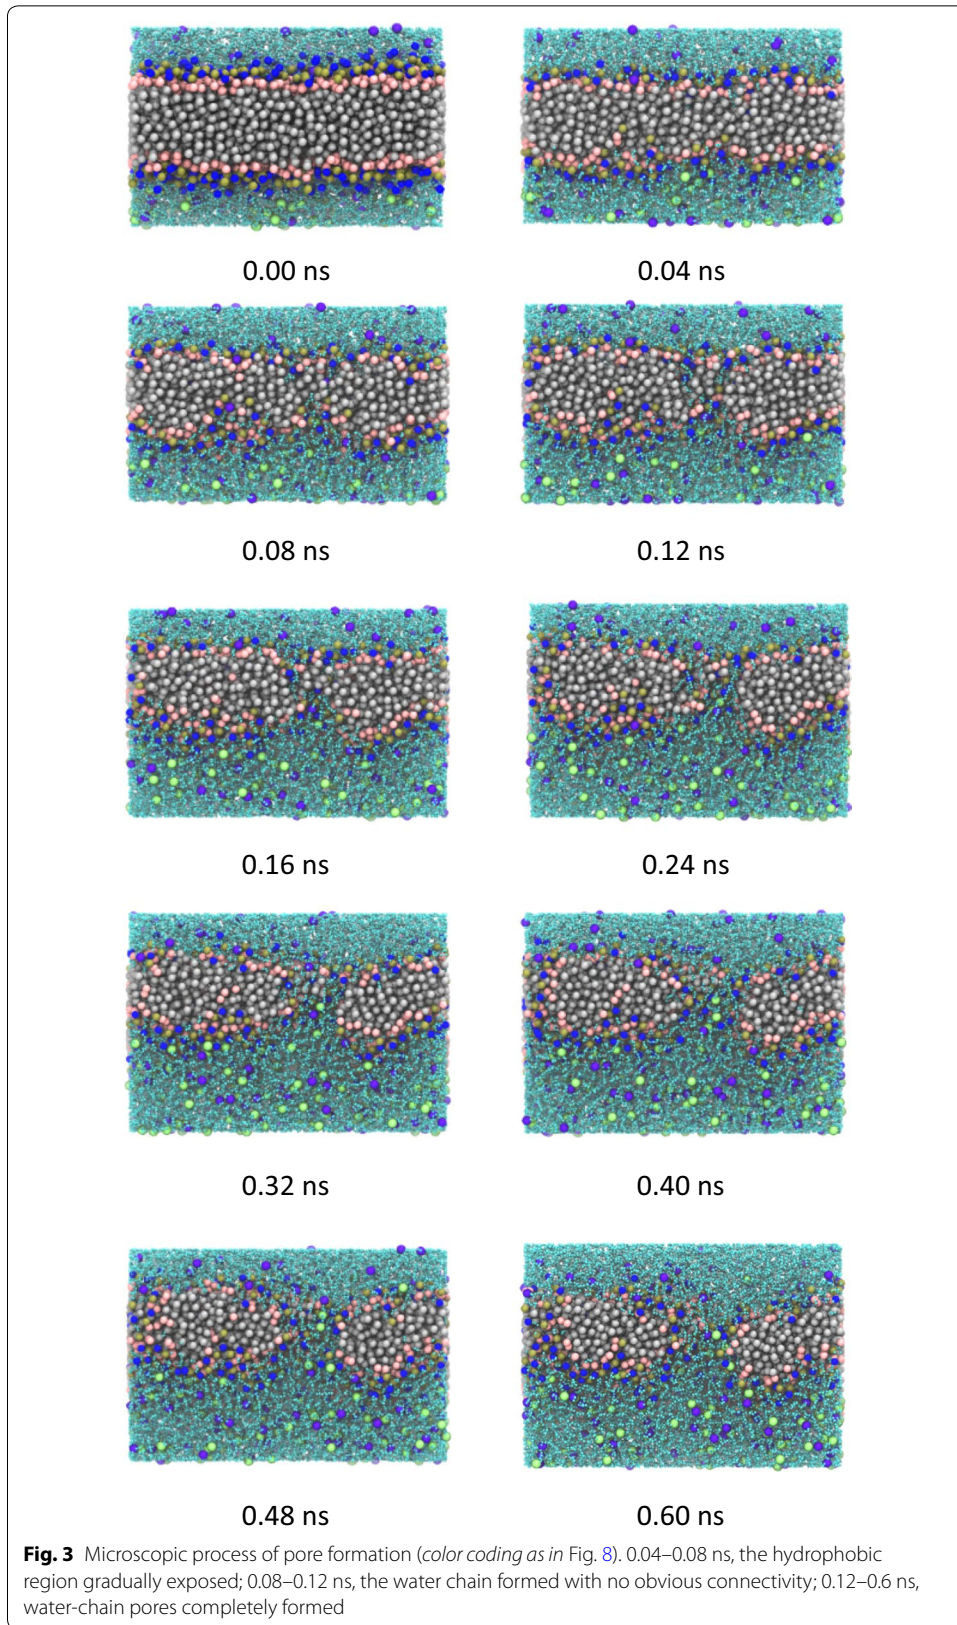 0.00 ns
0.04 ns
0.08 ns
0.12 ns
0.16 ns
0.24 ns
0.32 ns
0.40 ns
0.48 ns
0.60 ns
Fig. 3 Microscopic process of pore formation (color coding as in Fig. 8). 0.04–0.08 ns, the hydrophobic
region gradually exposed; 0.08–0.12 ns, the water chain formed with no obvious connectivity; 0.12–0.6 ns,
water-chain pores completely formed